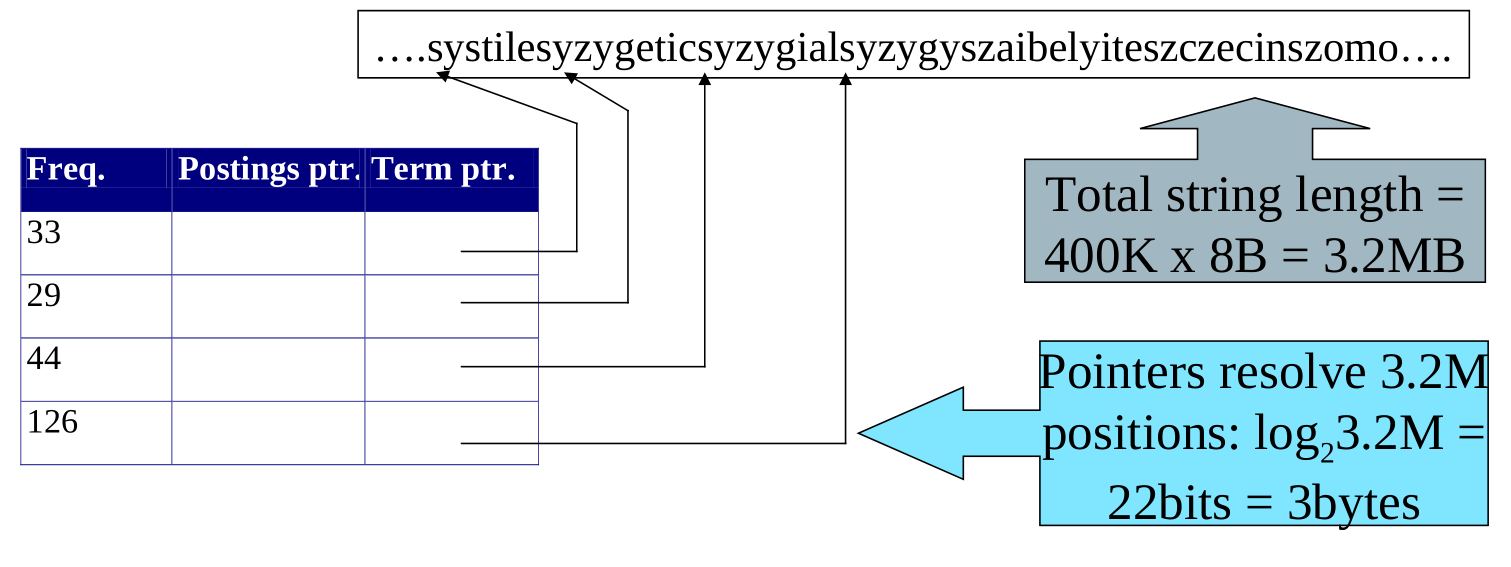 ….systilesyzygeticsyzygialsyzygyszaibelyiteszczecinszomo….
Freq. Postings ptr. Term ptr.
33
29
44
126
Total string length =
400K x 8B = 3.2MB
Pointers resolve 3.2M
positions: log23.2M =
22bits = 3bytes